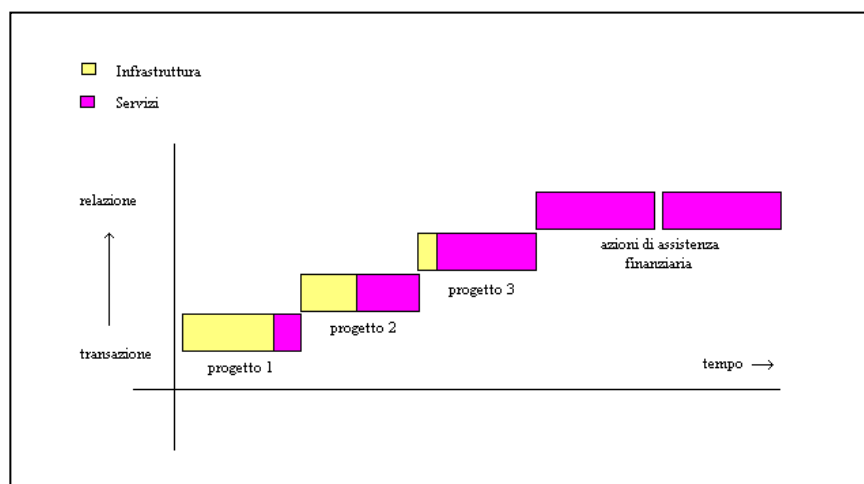 Infrastruttura
Servizi
relazione
azioni di assistenza
finanziaria
progetto 3
progetto 2
transazione
progetto 1
tempo